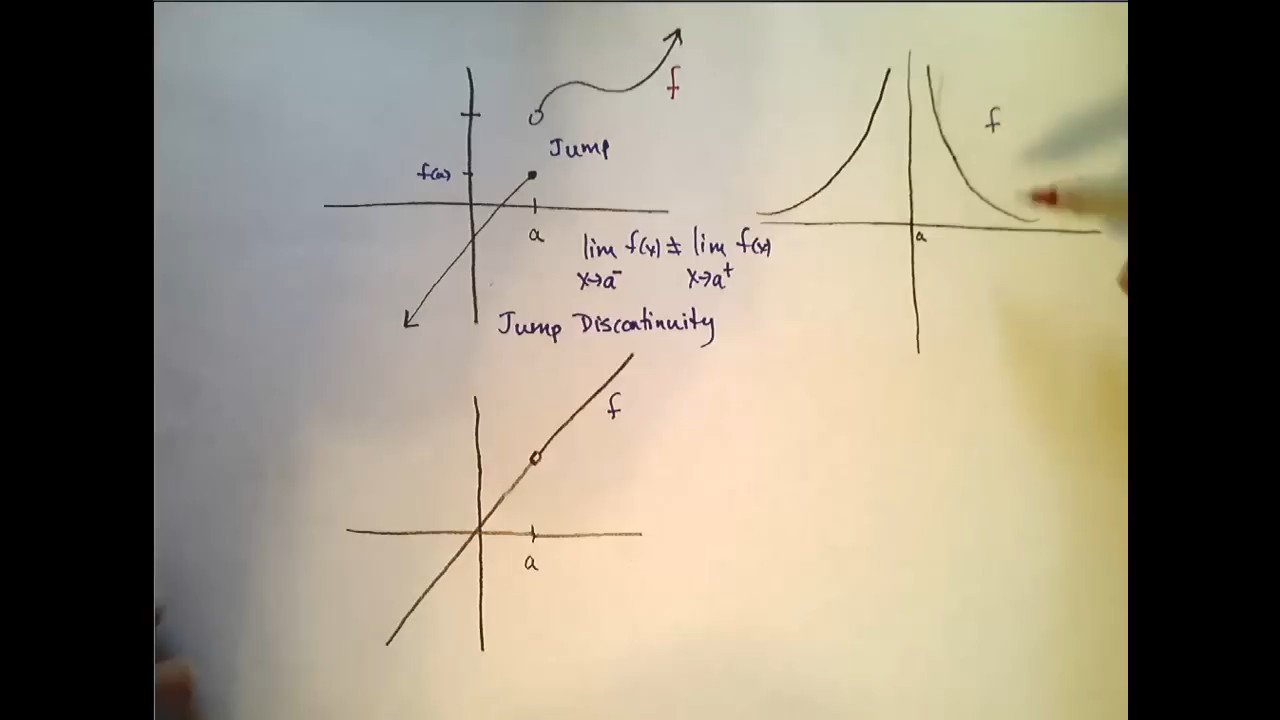 f
Jump
f(a)
a
lim f(x) ≠ lim f(x)
x→a⁻ x→a⁺
Jump Discontinuity
f
a
f
a